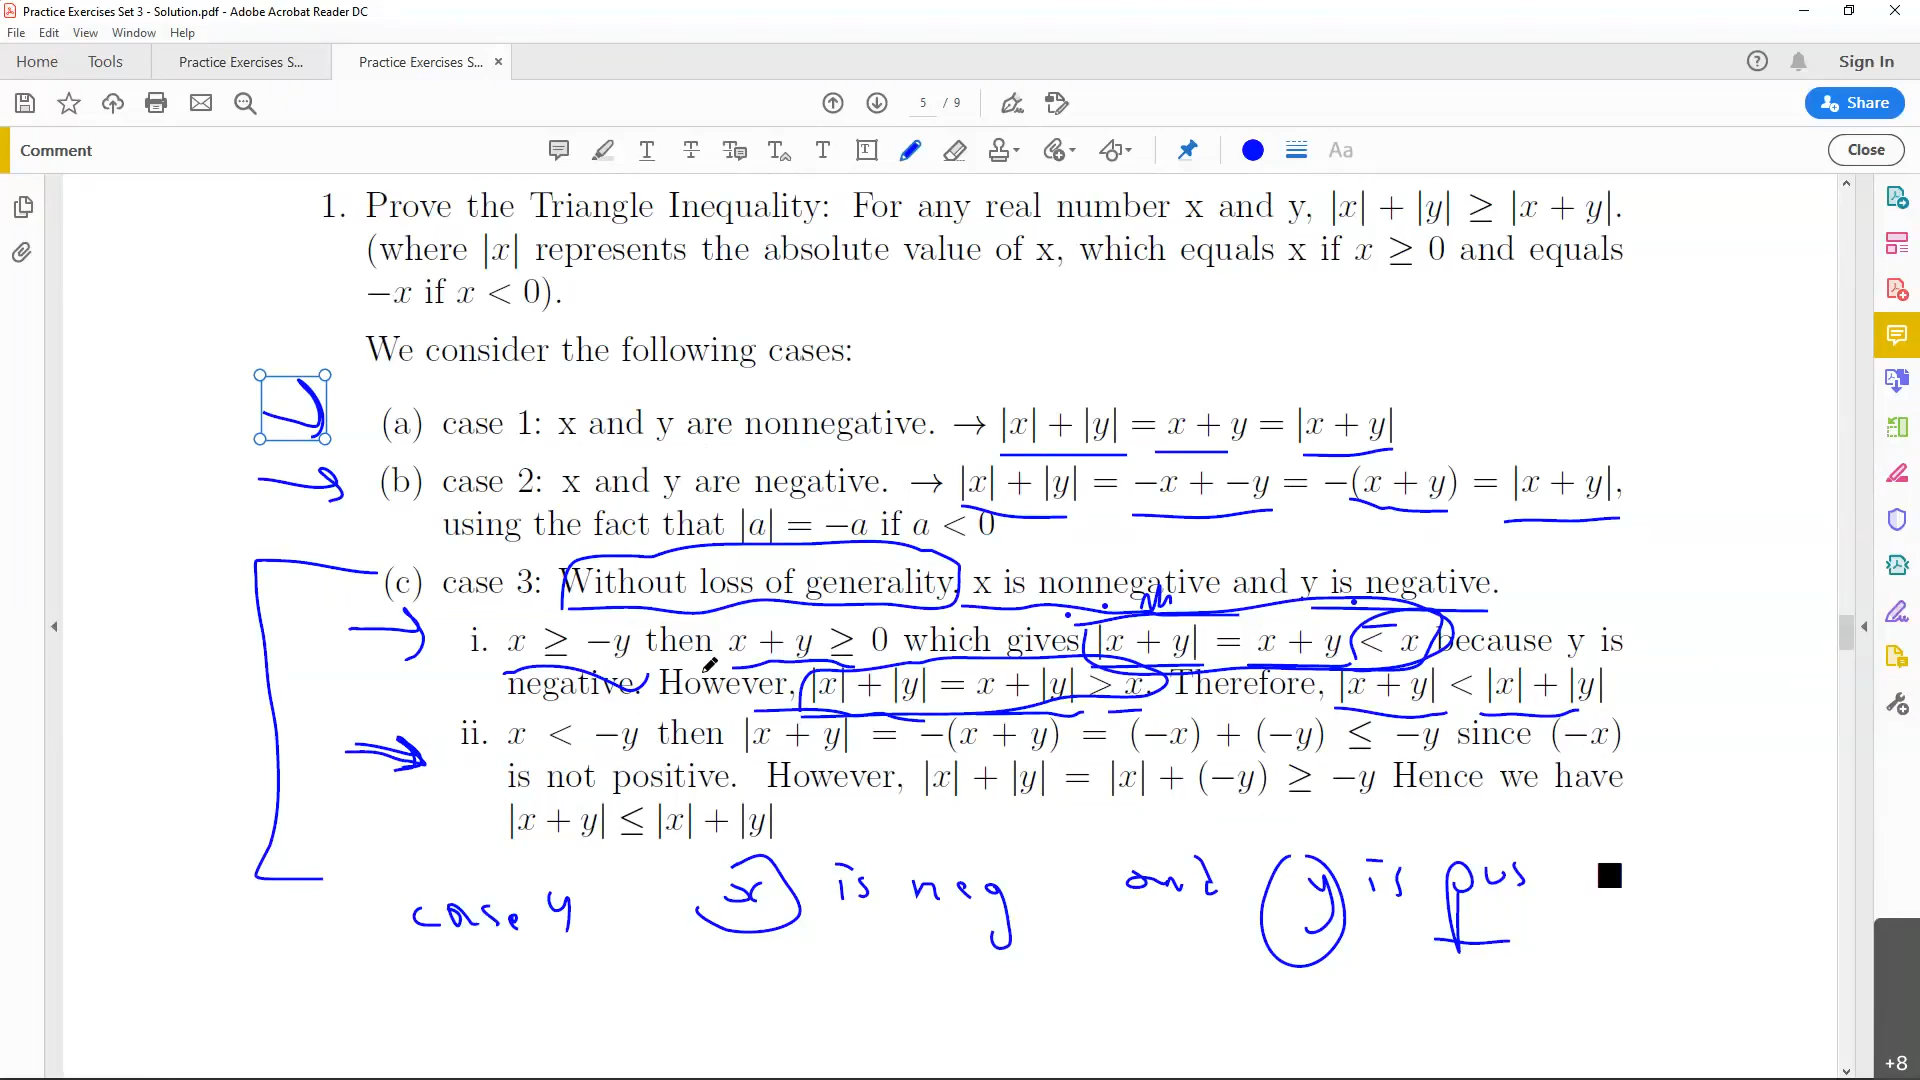 Practice Exercises Set 3 - Solution.pdf - Adobe Acrobat Reader DC
File Edit View Window Help
Home Tools Practice Exercises S... Practice Exercises S... ×
Sign In
5 / 9
Share
Comment
Aa
Close
1. Prove the Triangle Inequality: For any real number x and y, |x| + |y| ≥ |x + y|.
(where |x| represents the absolute value of x, which equals x if x ≥ 0 and equals
−x if x < 0).
We consider the following cases:
(a) case 1: x and y are nonnegative. → |x| + |y| = x + y = |x + y|
(b) case 2: x and y are negative. → |x| + |y| = −x + −y = −(x + y) = |x + y|,
using the fact that |a| = −a if a < 0
(c) case 3: Without loss of generality, x is nonnegative and y is negative.
i. x ≥ −y then x + y ≥ 0 which gives |x + y| = x + y < x because y is
negative. However, |x| + |y| = x + |y| > x. Therefore, |x + y| < |x| + |y|
ii. x < −y then |x + y| = −(x + y) = (−x) + (−y) ≤ −y since (−x)
is not positive. However, |x| + |y| = |x| + (−y) ≥ −y Hence we have
|x + y| ≤ |x| + |y|
case 4 x is neg and y is pus
+8